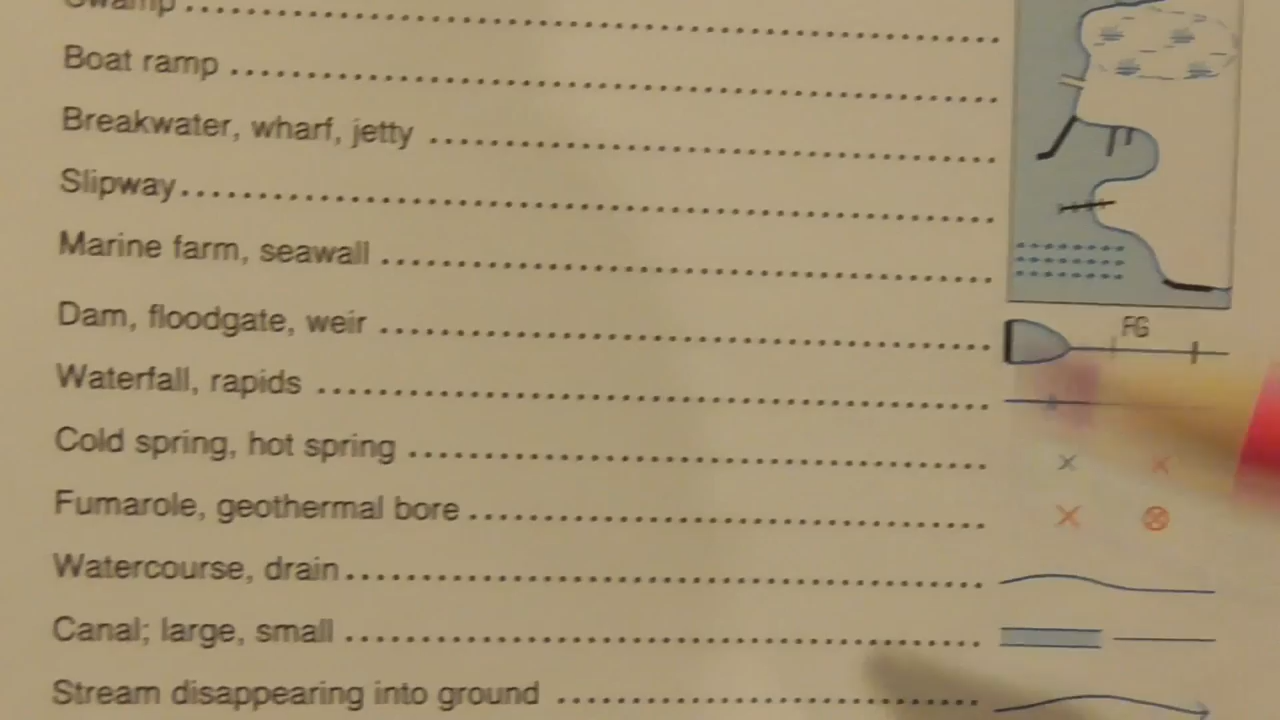 Swamp
Boat ramp
Breakwater, wharf, jetty
Slipway
Marine farm, seawall
Dam, floodgate, weir
FG
Waterfall, rapids
Cold spring, hot spring
Fumarole, geothermal bore
Watercourse, drain
Canal; large, small
Stream disappearing into ground